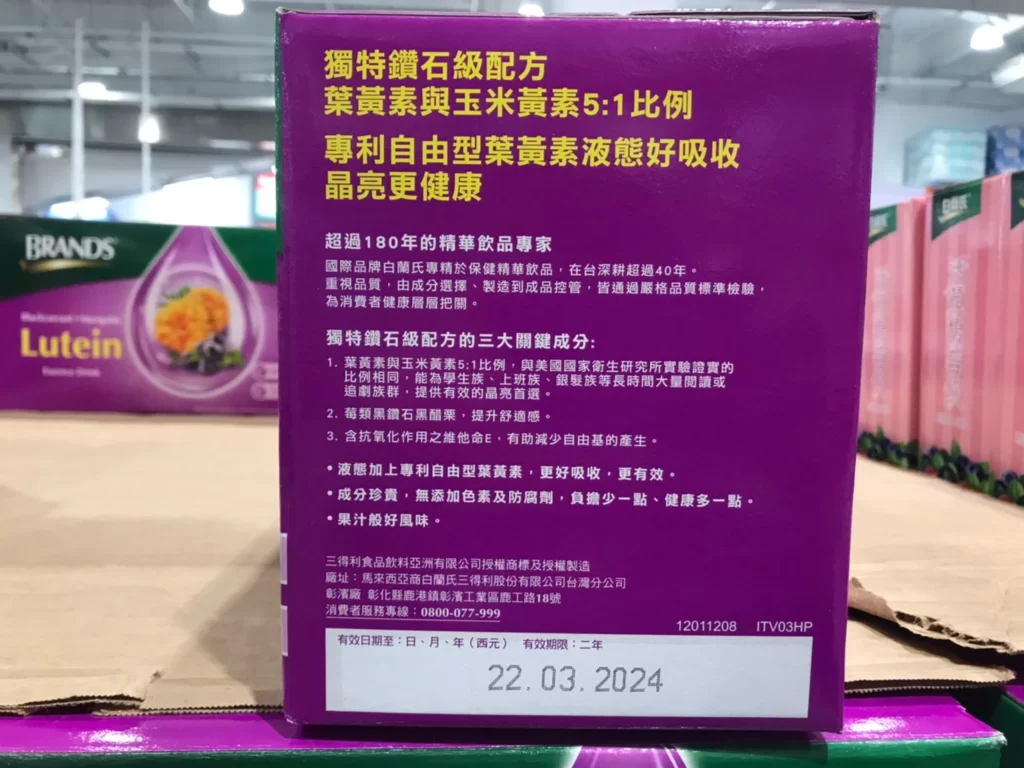 獨特鑽石級配方
葉黃素與玉米黃素5:1比例
專利自由型葉黃素液態好吸收
晶亮更健康
超過180年的精華飲品專家
國際品牌白蘭氏專精於保健精華飲品，在台深耕超過40年。
重視品質，由成分選擇、製造到成品控管，皆通過嚴格品質標準檢驗，
為消費者健康層層把關。
獨特鑽石級配方的三大關鍵成分:
1. 葉黃素與玉米黃素5:1比例，與美國國家衛生研究所實驗證實的
比例相同，能為學生族、上班族、銀髮族等長時間大量閱讀或
追劇族群，提供有效的晶亮首選。
2. 莓類黑鑽石黑醋栗，提升舒適感。
3. 含抗氧化作用之維他命E，有助減少自由基的產生。
•液態加上專利自由型葉黃素，更好吸收，更有效。
•成分珍貴，無添加色素及防腐劑，負擔少一點、健康多一點。
•果汁般好風味。
三得利食品飲料亞洲有限公司授權商標及授權製造
廠址：馬來西亞商白蘭氏三得利股份有限公司台灣分公司
彰濱廠 彰化縣鹿港鎮彰濱工業區鹿工路18號
消費者服務專線：0800-077-999
12011208 ITV03HP
有效日期至：日、月、年（西元） 有效期限：二年
22.03.2024
BRAND'S
Lutein
Essence Drink
白蘭氏